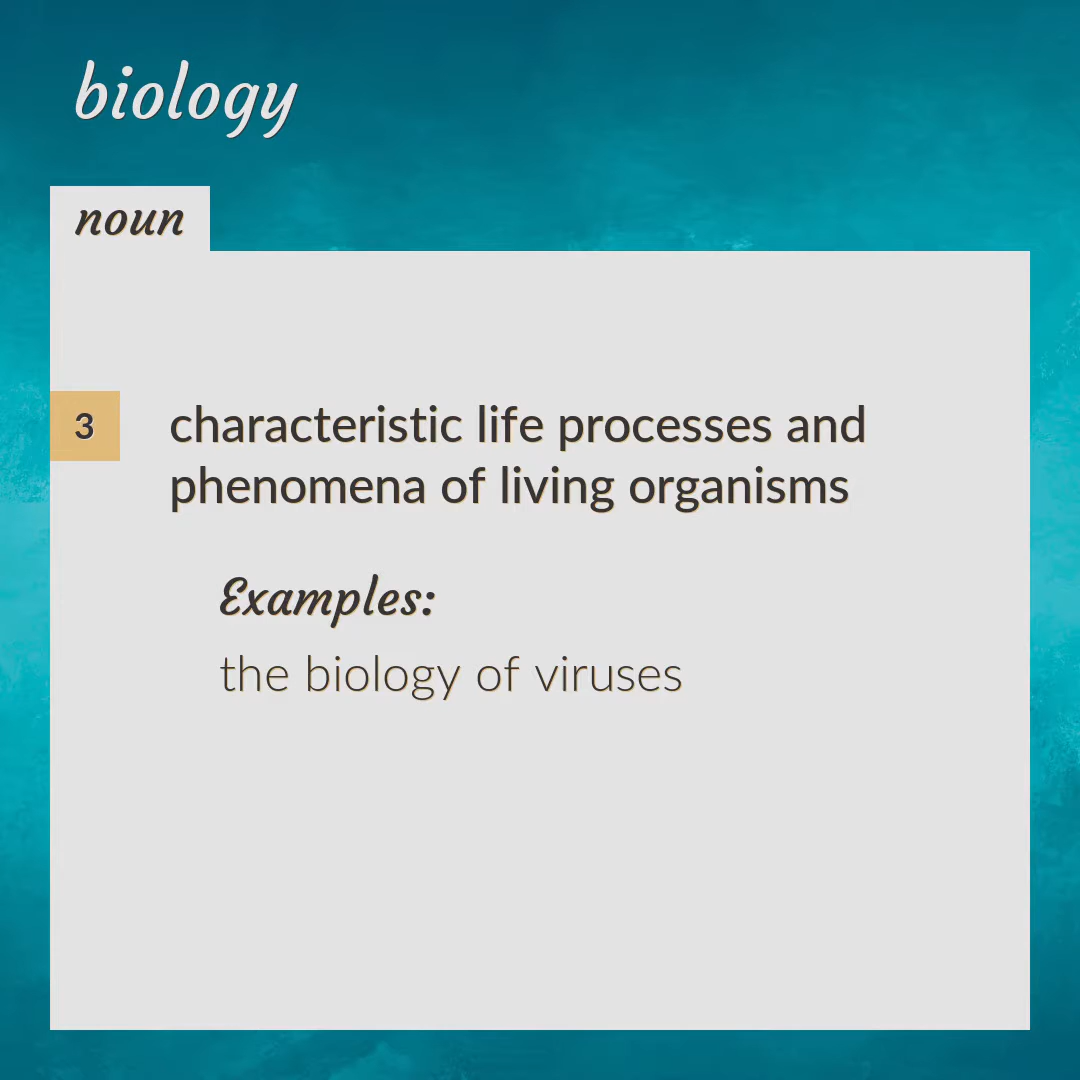 biology
noun
3
characteristic life processes and
phenomena of living organisms
Examples:
the biology of viruses